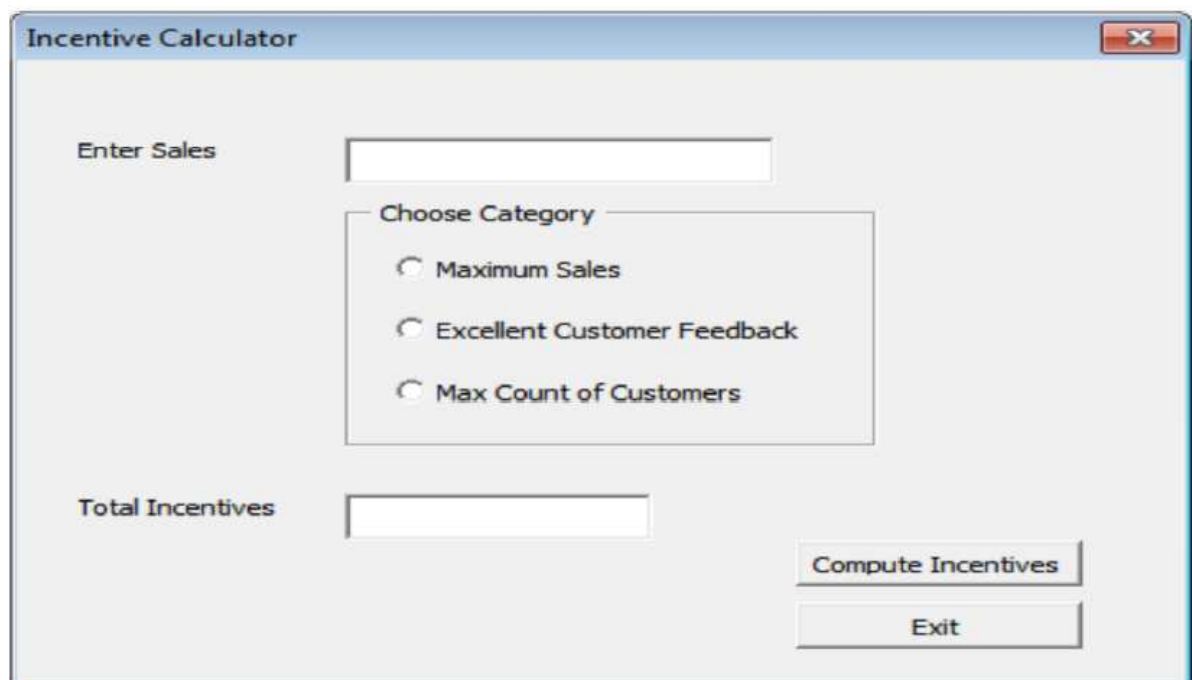 Incentive Calculator
Enter Sales
Choose Category
Maximum Sales
Excellent Customer Feedback
Max Count of Customers
Total Incentives
Compute Incentives
Exit